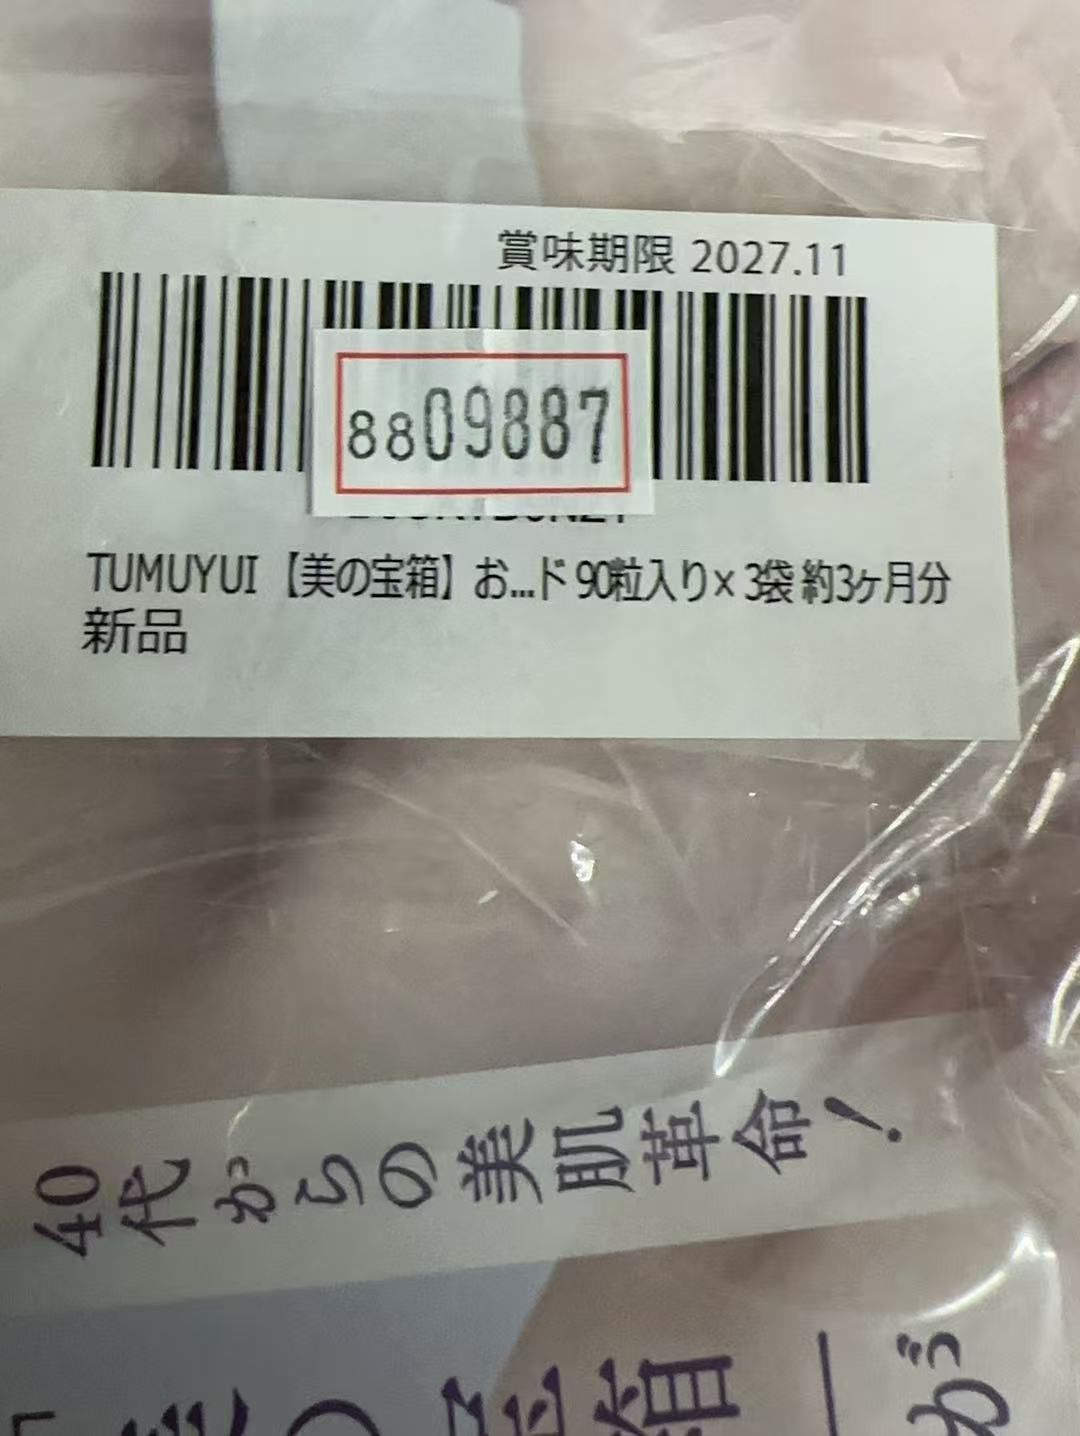 賞味期限 2027.11
8809887
TUMUYUI【美の宝箱】お...ド 90粒入り×3袋 約3ヶ月分
新品
40代からの美肌革命!